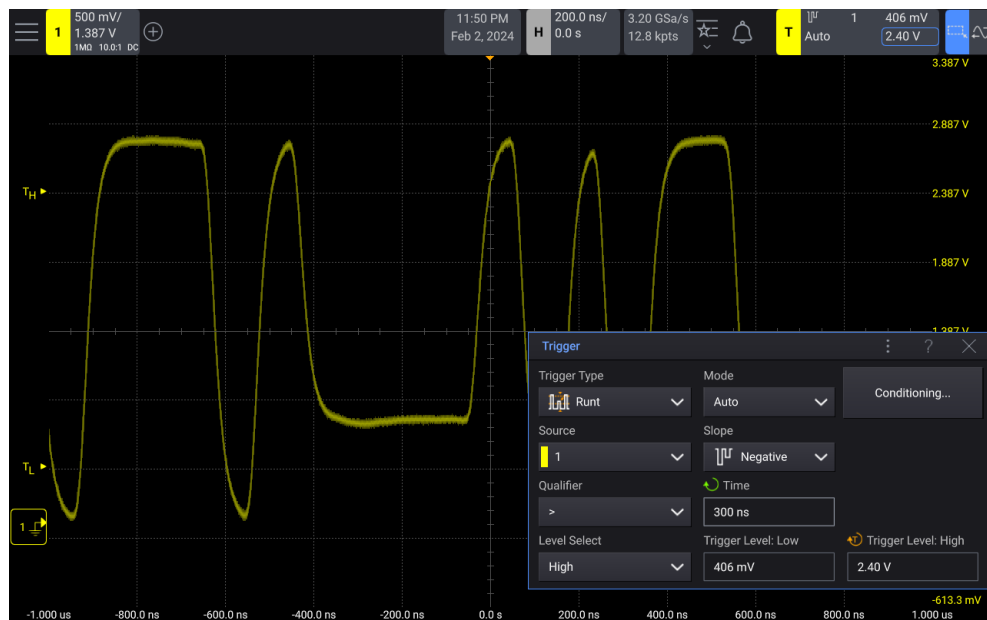 1
500 mV/
1.387 V
1MΩ 10.0:1 DC
11:50 PM
Feb 2, 2024
H
200.0 ns/
0.0 s
3.20 GSa/s
12.8 kpts
T
Auto
1
406 mV
2.40 V
3.387 V
2.887 V
2.387 V
1.887 V
1.387 V
TH
TL
1
Trigger
?
Trigger Type
Mode
Runt
Auto
Conditioning...
Source
Slope
1
Negative
Qualifier
Time
>
300 ns
Level Select
Trigger Level: Low
T
Trigger Level: High
High
406 mV
2.40 V
-613.3 mV
-1.000 us
-800.0 ns
-600.0 ns
-400.0 ns
-200.0 ns
0.0 s
200.0 ns
400.0 ns
600.0 ns
800.0 ns
1.000 us